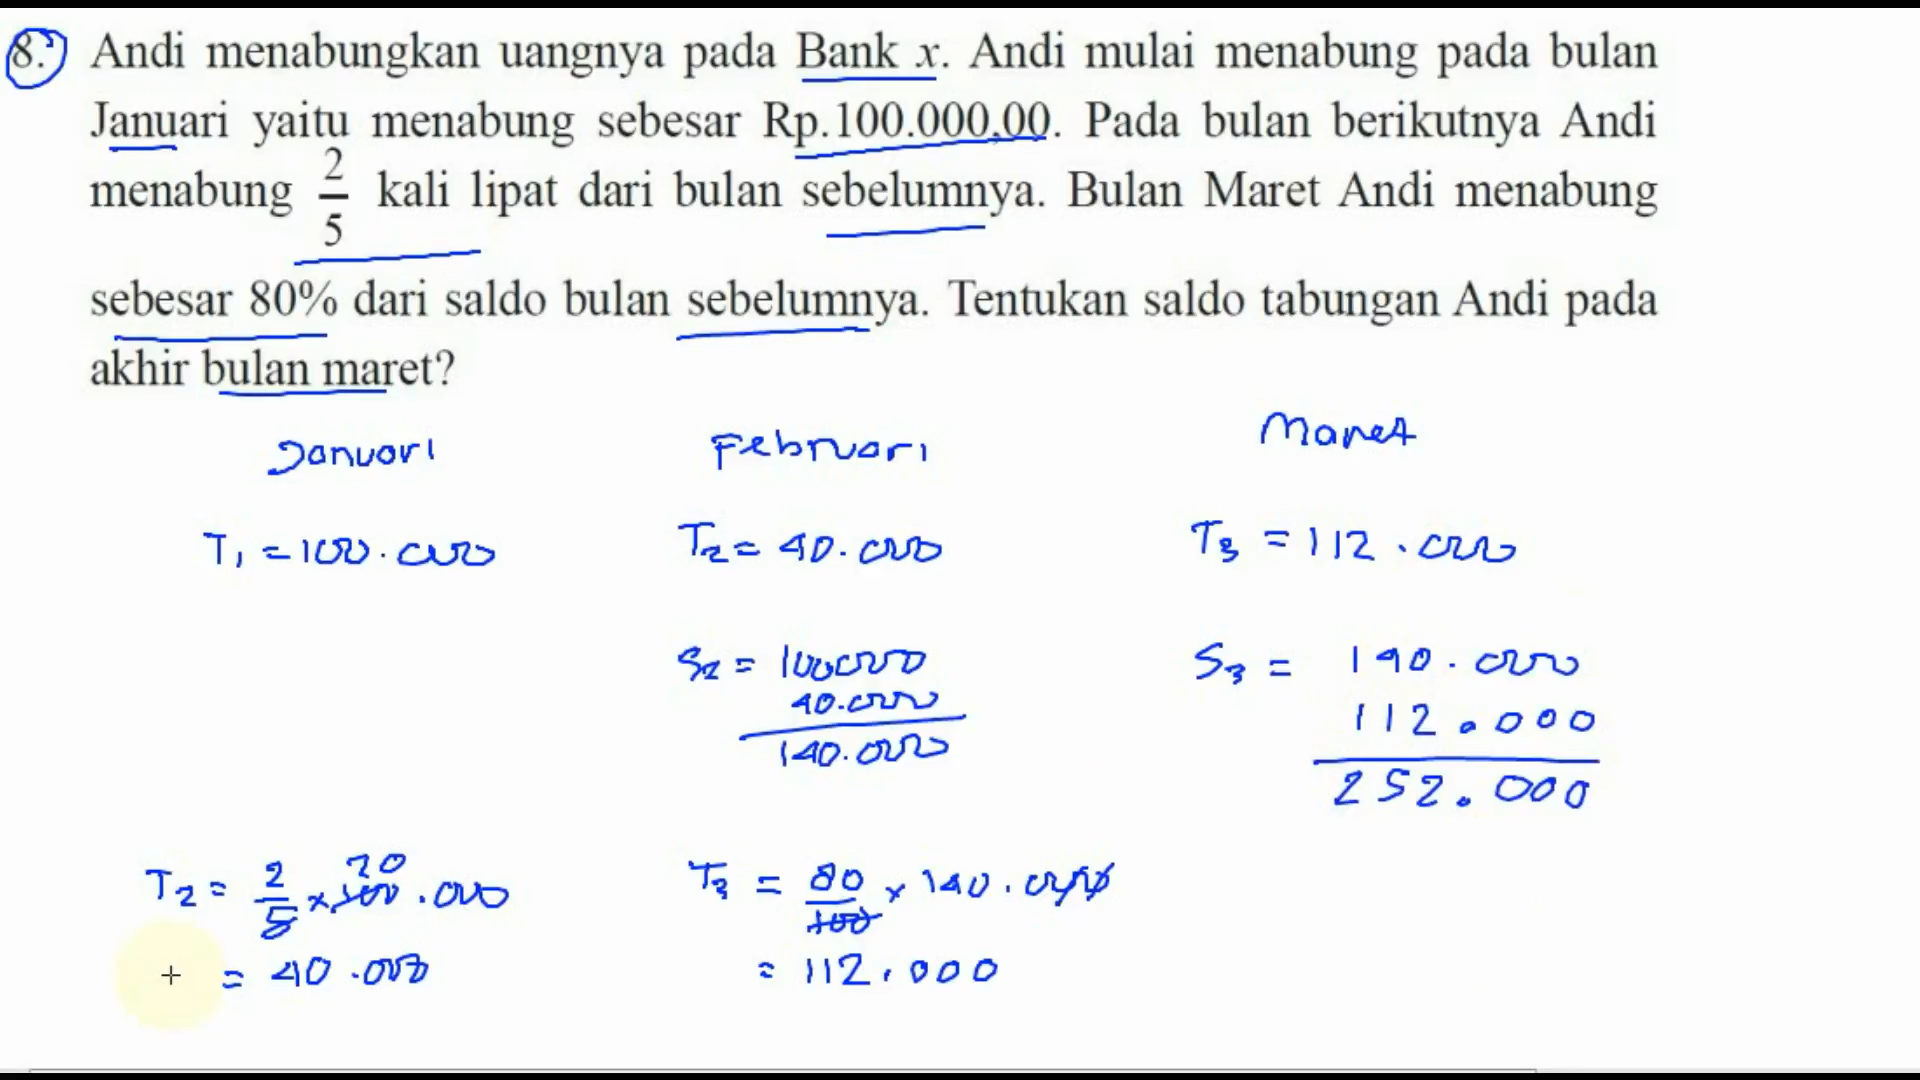 8. Andi menabungkan uangnya pada Bank x. Andi mulai menabung pada bulan
Januari yaitu menabung sebesar Rp.100.000,00. Pada bulan berikutnya Andi
menabung 2/5 kali lipat dari bulan sebelumnya. Bulan Maret Andi menabung
sebesar 80% dari saldo bulan sebelumnya. Tentukan saldo tabungan Andi pada
akhir bulan maret?
Januari Februari Maret
T1 = 100.000 T2 = 40.000 T3 = 112.000
S2 = 100000 S3 = 140.000
40.000 112.000
140.000 252.000
T2 = 2/5 × 100.000 20 T3 = 80/100 × 140.000
= 40.000 = 112.000